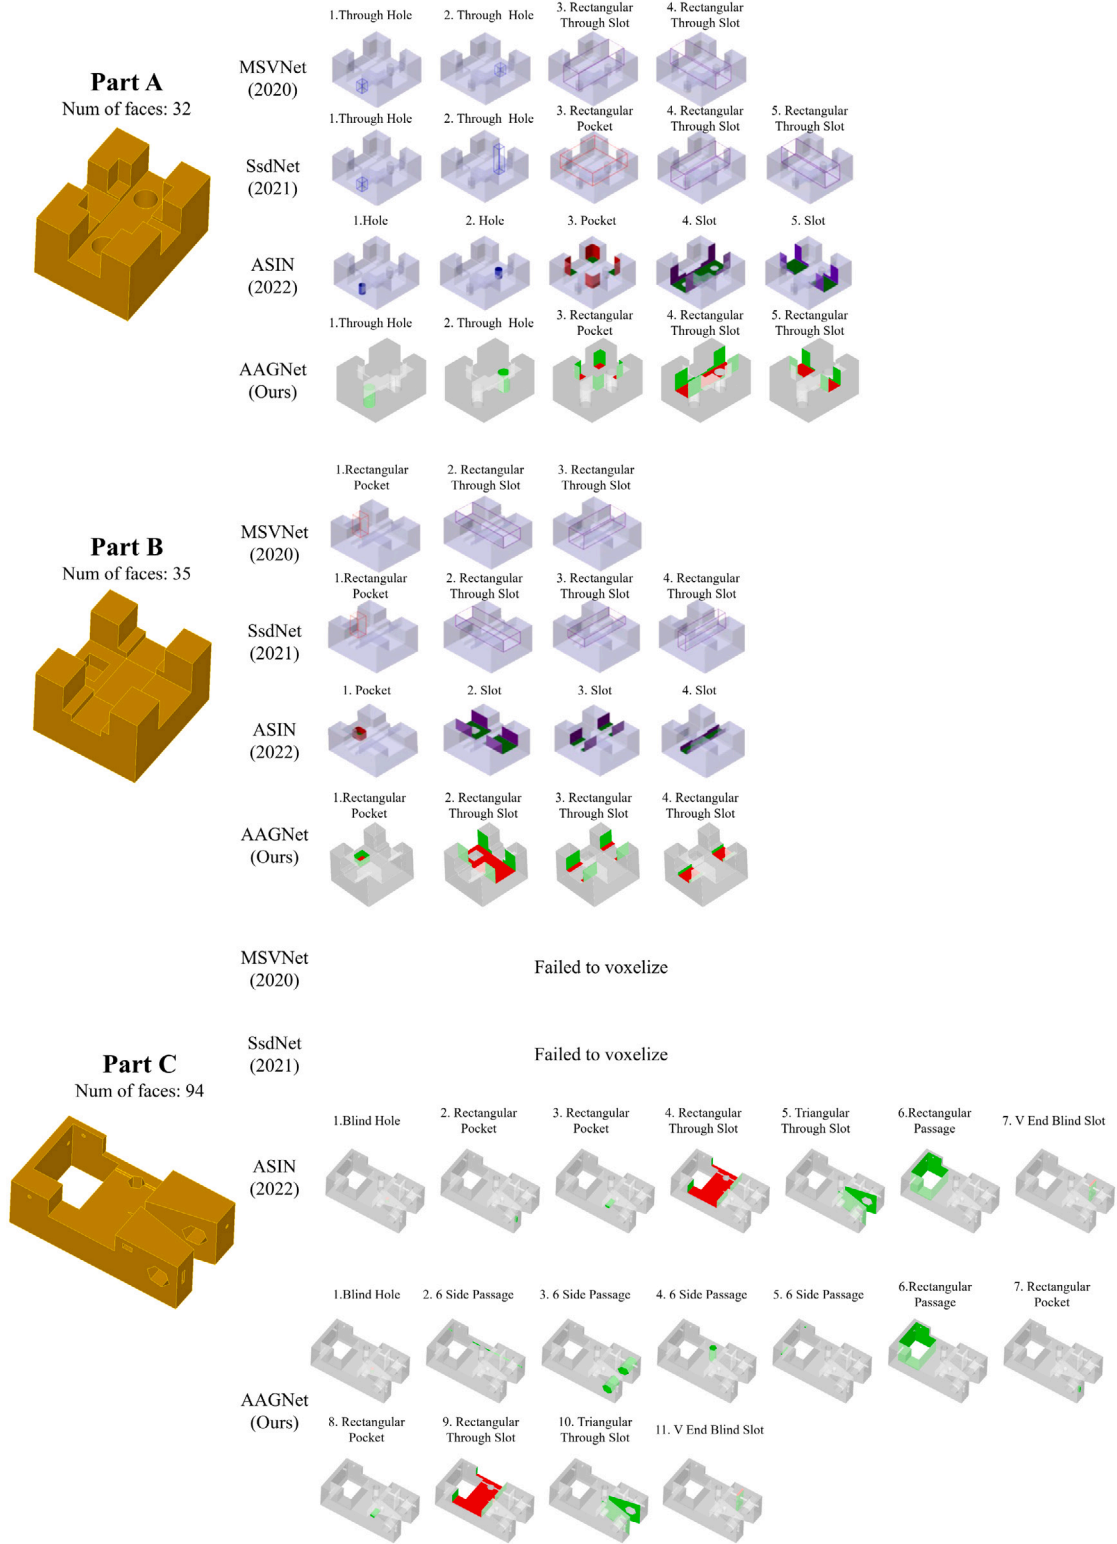 Part A
Num of faces: 32
MSVNet
(2020)
1.Through Hole
2. Through Hole
3. Rectangular
Through Slot
4. Rectangular
Through Slot
SsdNet
(2021)
1.Through Hole
2. Through Hole
3. Rectangular
Pocket
4. Rectangular
Through Slot
5. Rectangular
Through Slot
ASIN
(2022)
1.Hole
2. Hole
3. Pocket
4. Slot
5. Slot
AAGNet
(Ours)
1.Through Hole
2. Through Hole
3. Rectangular
Pocket
4. Rectangular
Through Slot
5. Rectangular
Through Slot
Part B
Num of faces: 35
MSVNet
(2020)
1.Rectangular
Pocket
2. Rectangular
Through Slot
3. Rectangular
Through Slot
SsdNet
(2021)
1.Rectangular
Pocket
2. Rectangular
Through Slot
3. Rectangular
Through Slot
4. Rectangular
Through Slot
ASIN
(2022)
1. Pocket
2. Slot
3. Slot
4. Slot
AAGNet
(Ours)
1.Rectangular
Pocket
2. Rectangular
Through Slot
3. Rectangular
Through Slot
4. Rectangular
Through Slot
Part C
Num of faces: 94
MSVNet
(2020)
Failed to voxelize
SsdNet
(2021)
Failed to voxelize
ASIN
(2022)
1.Blind Hole
2. Rectangular
Pocket
3. Rectangular
Pocket
4. Rectangular
Through Slot
5. Triangular
Through Slot
6.Rectangular
Passage
7. V End Blind Slot
AAGNet
(Ours)
1.Blind Hole
2. 6 Side Passage
3. 6 Side Passage
4. 6 Side Passage
5. 6 Side Passage
6.Rectangular
Passage
7. Rectangular
Pocket
8. Rectangular
Pocket
9. Rectangular
Through Slot
10. Triangular
Through Slot
11. V End Blind Slot